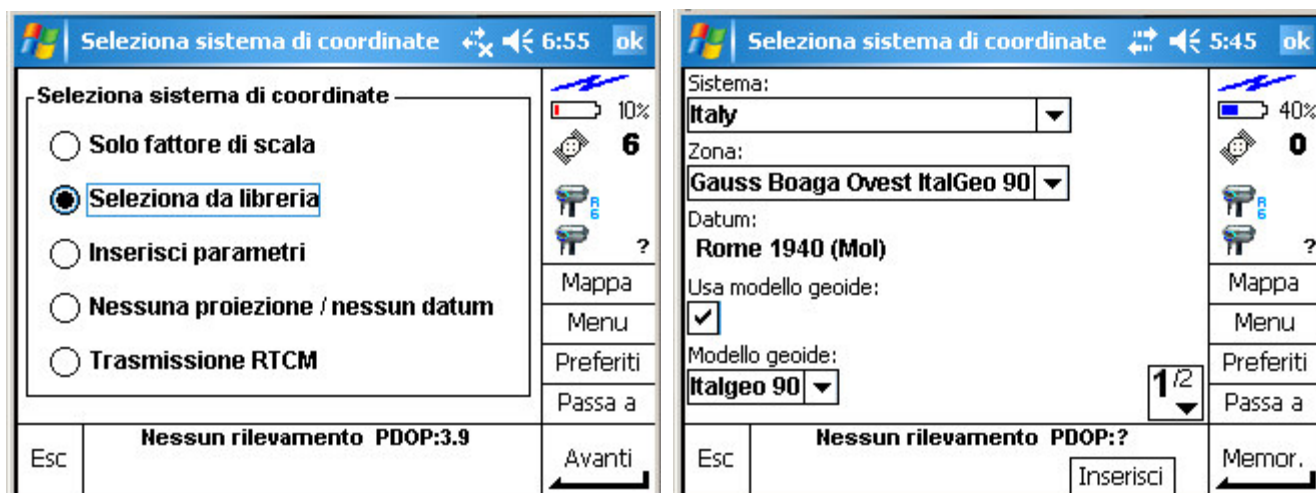 Seleziona sistema di coordinate 6:55 ok
Seleziona sistema di coordinate
Solo fattore di scala
Seleziona da libreria
Inserisci parametri
Nessuna proiezione / nessun datum
Trasmissione RTCM
10%
6
R
6
?
Mappa
Menu
Preferiti
Passa a
Esc
Nessun rilevamento PDOP:3.9
Avanti
Seleziona sistema di coordinate 5:45 ok
Sistema:
Italy
Zona:
Gauss Boaga Ovest ItalGeo 90
Datum:
Rome 1940 (Mol)
Usa modello geoide:
Modello geoide:
Italgeo 90
1/2
40%
0
R
6
?
Mappa
Menu
Preferiti
Passa a
Esc
Nessun rilevamento PDOP:?
Inserisci
Memor.